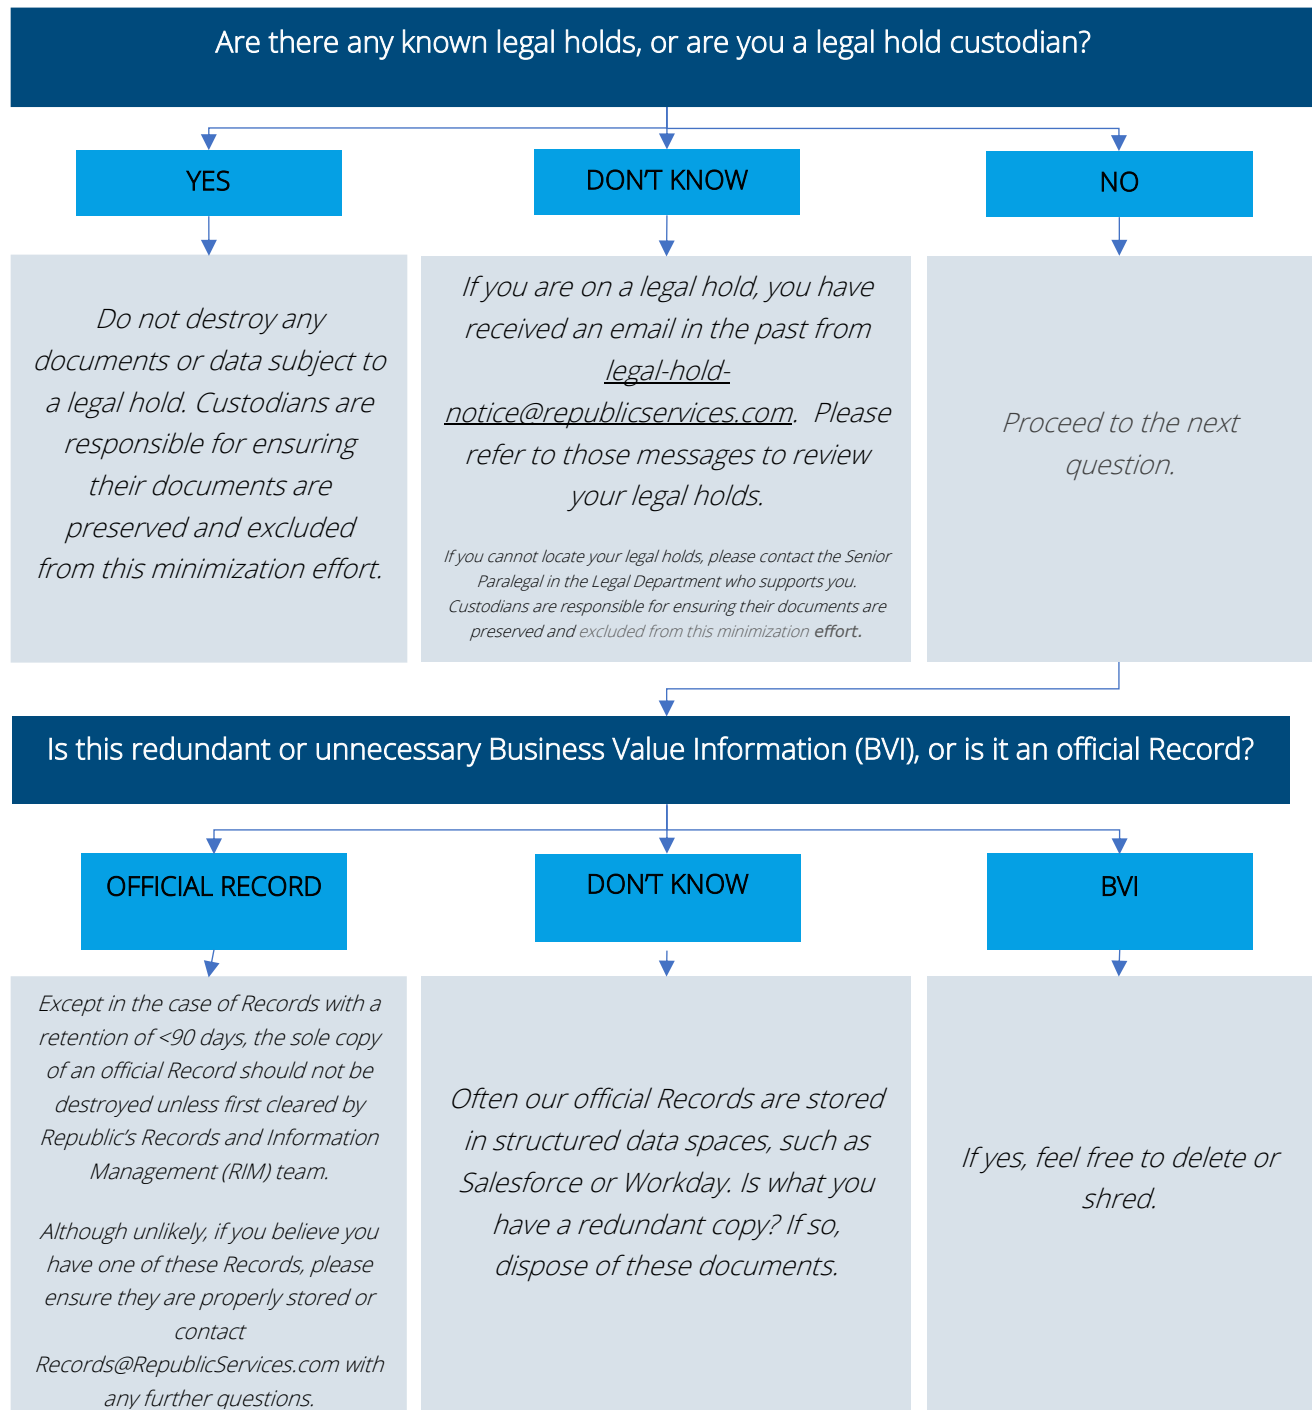 Are there any known legal holds, or are you a legal hold custodian?
YES
DON'T KNOW
NO
Do not destroy any
documents or data subject to
a legal hold. Custodians are
responsible for ensuring
their documents are
preserved and excluded
from this minimization effort.
If you are on a legal hold, you have
received an email in the past from
legal-hold-
notice@republicservices.com.  Please
refer to those messages to review
your legal holds.
If you cannot locate your legal holds, please contact the Senior
Paralegal in the Legal Department who supports you.
Custodians are responsible for ensuring their documents are
preserved and excluded from this minimization effort.
Proceed to the next
question.
Is this redundant or unnecessary Business Value Information (BVI), or is it an official Record?
OFFICIAL RECORD
DON'T KNOW
BVI
Except in the case of Records with a
retention of <90 days, the sole copy
of an official Record should not be
destroyed unless first cleared by
Republic's Records and Information
Management (RIM) team.
Although unlikely, if you believe you
have one of these Records, please
ensure they are properly stored or
contact
Records@RepublicServices.com with
any further questions.
Often our official Records are stored
in structured data spaces, such as
Salesforce or Workday. Is what you
have a redundant copy? If so,
dispose of these documents.
If yes, feel free to delete or
shred.